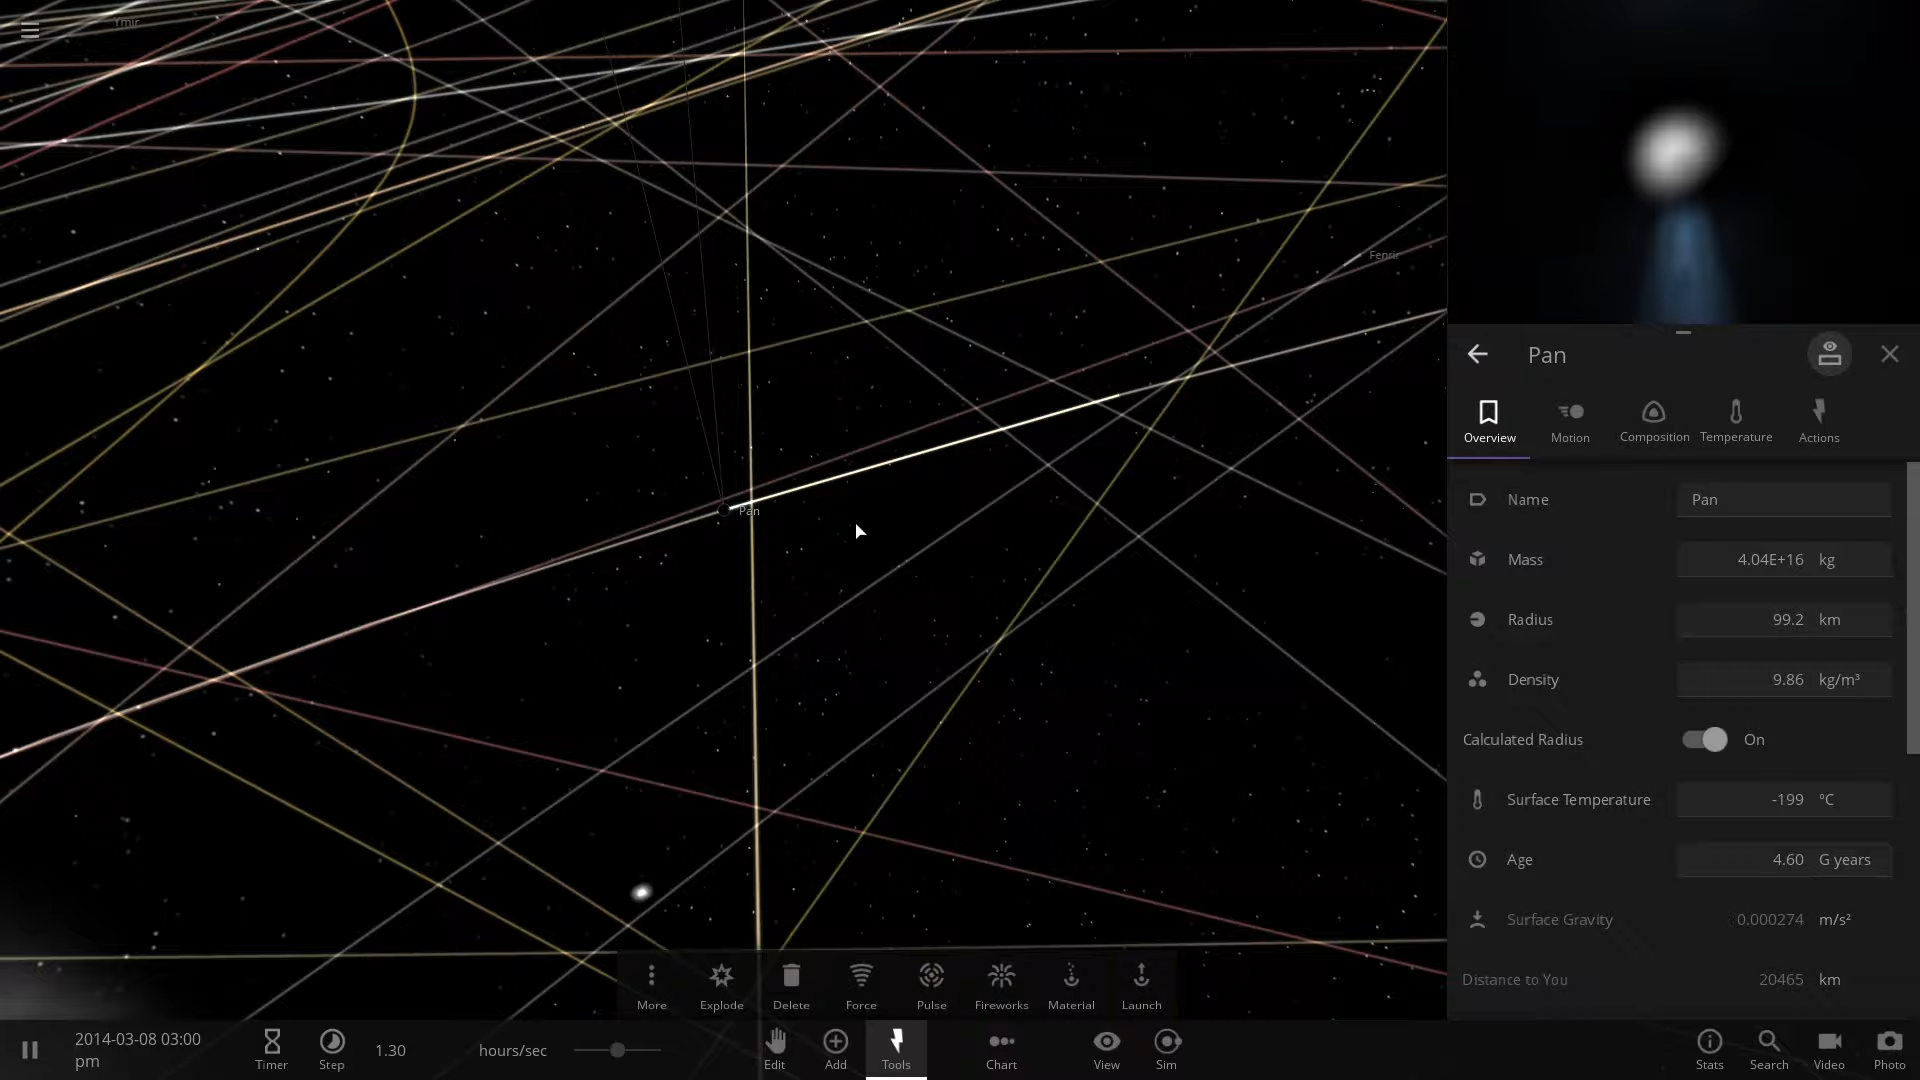 Ymir
Fenrir
Pan
Pan
Overview
Motion
Composition
Temperature
Actions
Name
Pan
Mass
4.04E+16 kg
Radius
99.2 km
Density
9.86 kg/m³
Calculated Radius
On
Surface Temperature
-199 °C
Age
4.60 G years
Surface Gravity
0.000274 m/s²
Distance to You
20465 km
More
Explode
Delete
Force
Pulse
Fireworks
Material
Launch
2014-03-08 03:00
pm
Timer
Step
1.30 hours/sec
Edit
Add
Tools
Chart
View
Sim
Stats
Search
Video
Photo